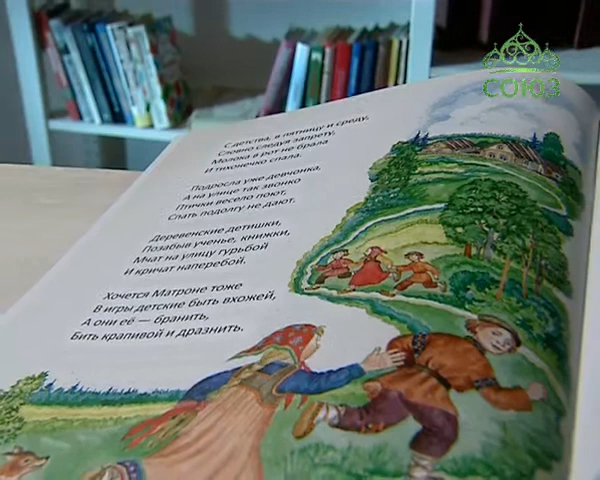 СОЮЗ
С детства, в пятницу и среду,
Словно следуя запрету,
Молока в рот не брала
И тихонечко спала.
Подросла уже девчонка,
А на улице так звонко
Птички весело поют,
Спать подолгу не дают.
Деревенские детишки,
Позабыв ученье, книжки,
Мчат на улицу гурьбой
И кричат наперебой.
Хочется Матроне тоже
В игры детские быть вхожей,
А они её — бранить,
Бить крапивой и дразнить.